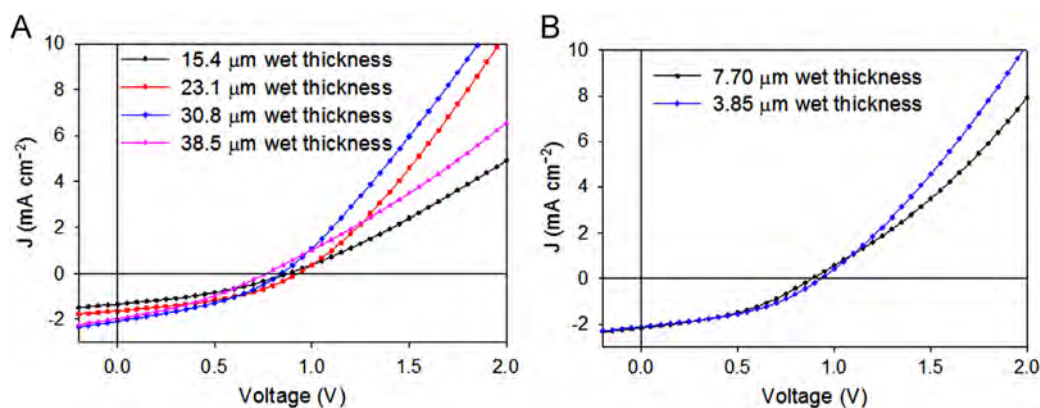 A
10
8
6
4
2
0
-2
J (mA cm⁻²)
15.4 μm wet thickness
23.1 μm wet thickness
30.8 μm wet thickness
38.5 μm wet thickness
0.0 0.5 1.0 1.5 2.0
Voltage (V)
B
10
8
6
4
2
0
-2
J (mA cm⁻²)
7.70 μm wet thickness
3.85 μm wet thickness
0.0 0.5 1.0 1.5 2.0
Voltage (V)